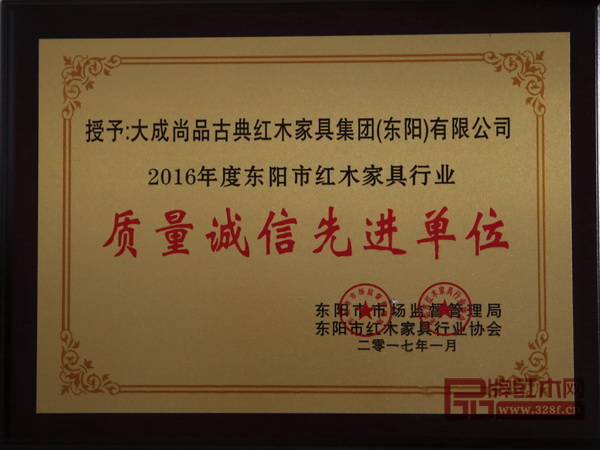 授予:大成尚品古典红木家具集团(东阳)有限公司
2016年度东阳市红木家具行业
质量诚信先进单位
东阳市市场监督管理局
东阳市红木家具行业协会
二零一七年一月
品牌红木网
www.328f.cn